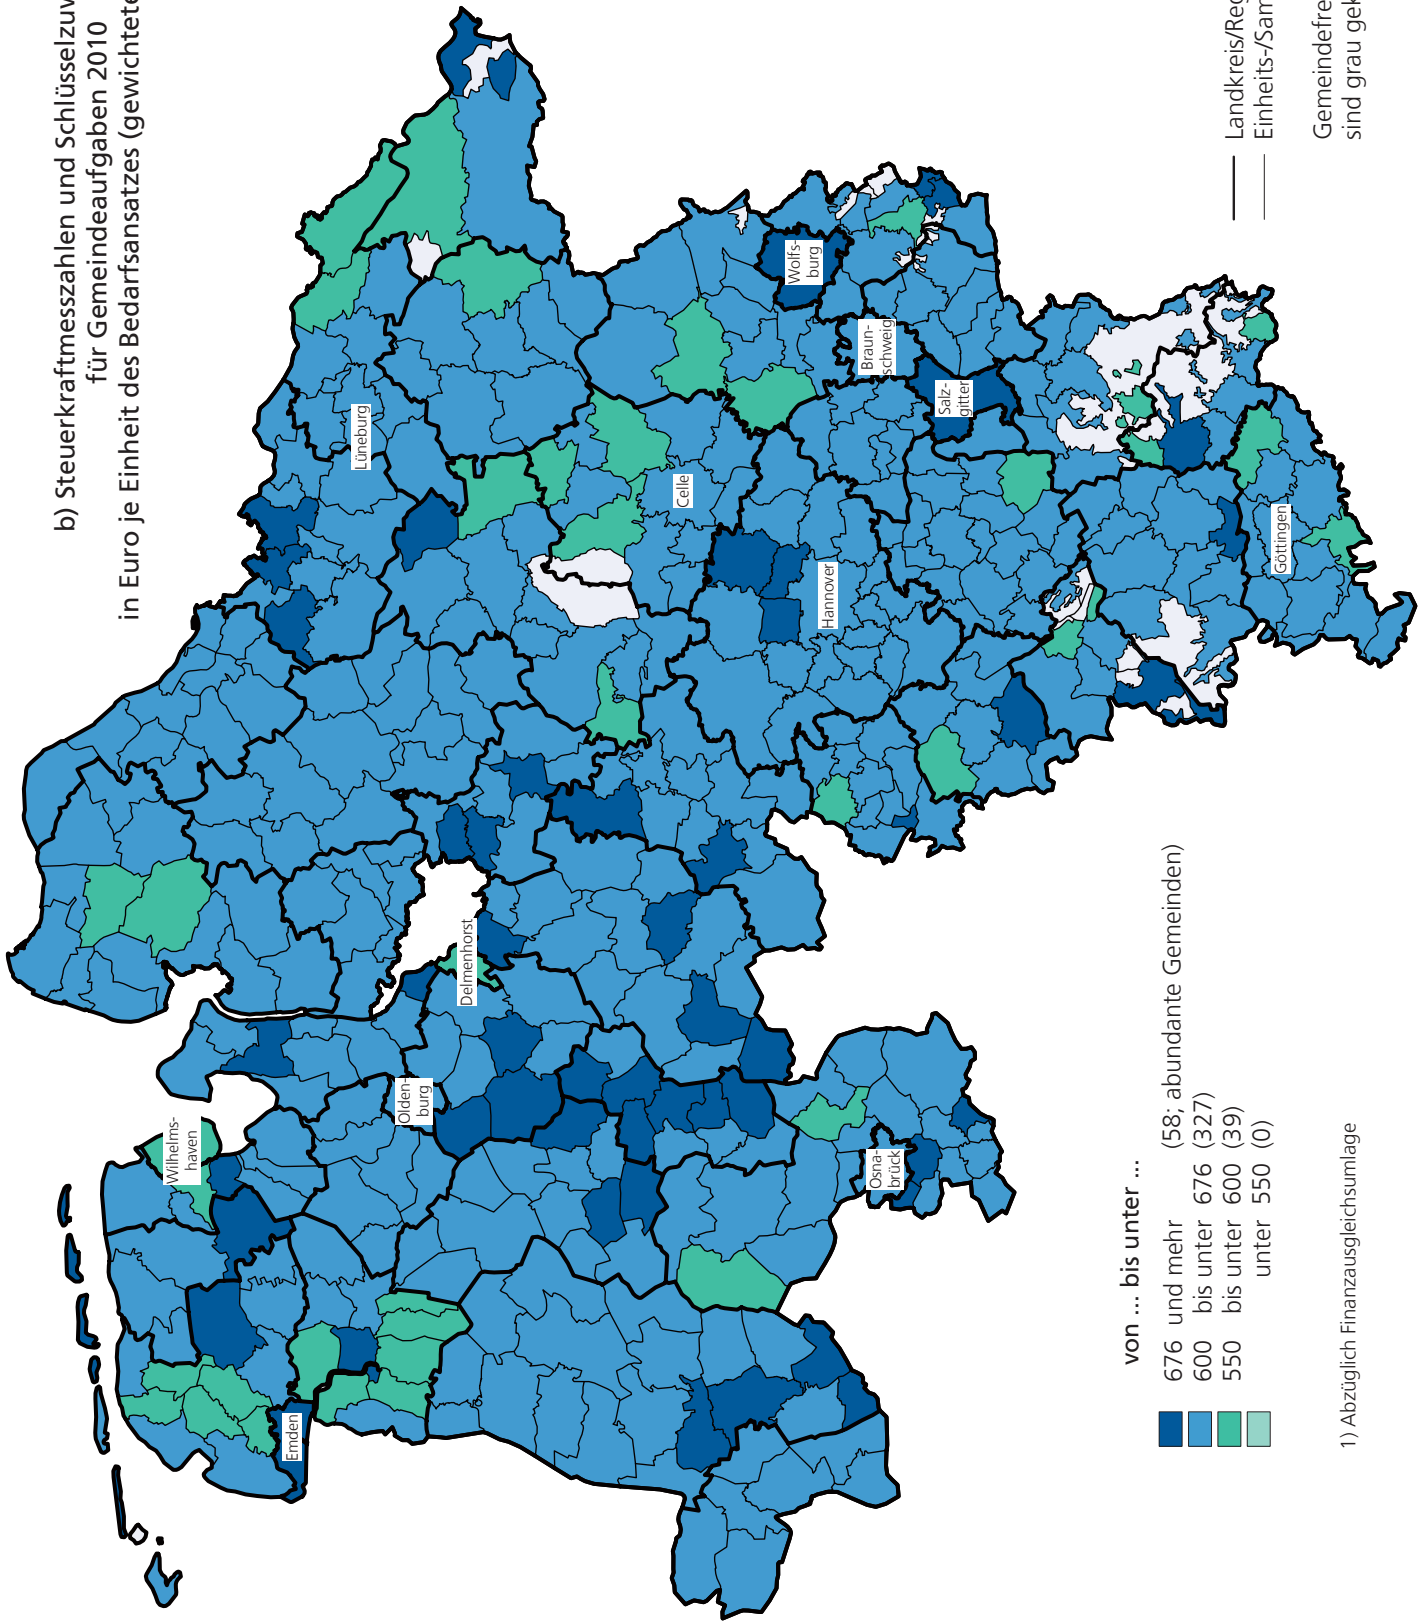 b) Steuerkraftmesszahlen und Schlüsselzuw
für Gemeindeaufgaben 2010
in Euro je Einheit des Bedarfsansatzes (gewichtete
Wilhelms-
haven
Emden
Olden-
burg
Delmenhorst
Osna-
brück
Lüneburg
Celle
Hannover
Wolfs-
burg
Braun-
schweig
Salz-
gitter
Göttingen
von ... bis unter ...
676 und mehr (58; abundante Gemeinden)
600 bis unter 676 (327)
550 bis unter 600 (39)
unter 550 (0)
1) Abzüglich Finanzausgleichsumlage
Landkreis/Reg
Einheits-/Sam
Gemeindefre
sind grau gek